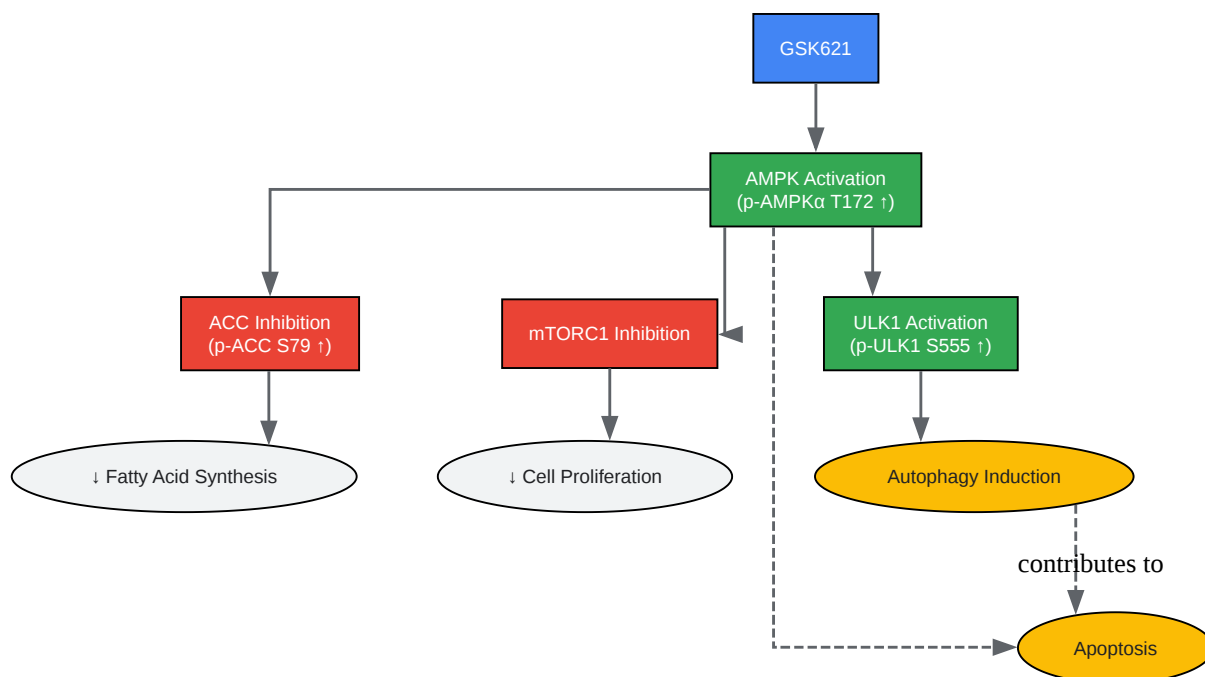 GSK621
AMPK Activation
(p-AMPKα T172 ↑)
ACC Inhibition
(p-ACC S79 ↑)
mTORC1 Inhibition
ULK1 Activation
(p-ULK1 S555 ↑)
↓ Fatty Acid Synthesis
↓ Cell Proliferation
Autophagy Induction
contributes to
Apoptosis